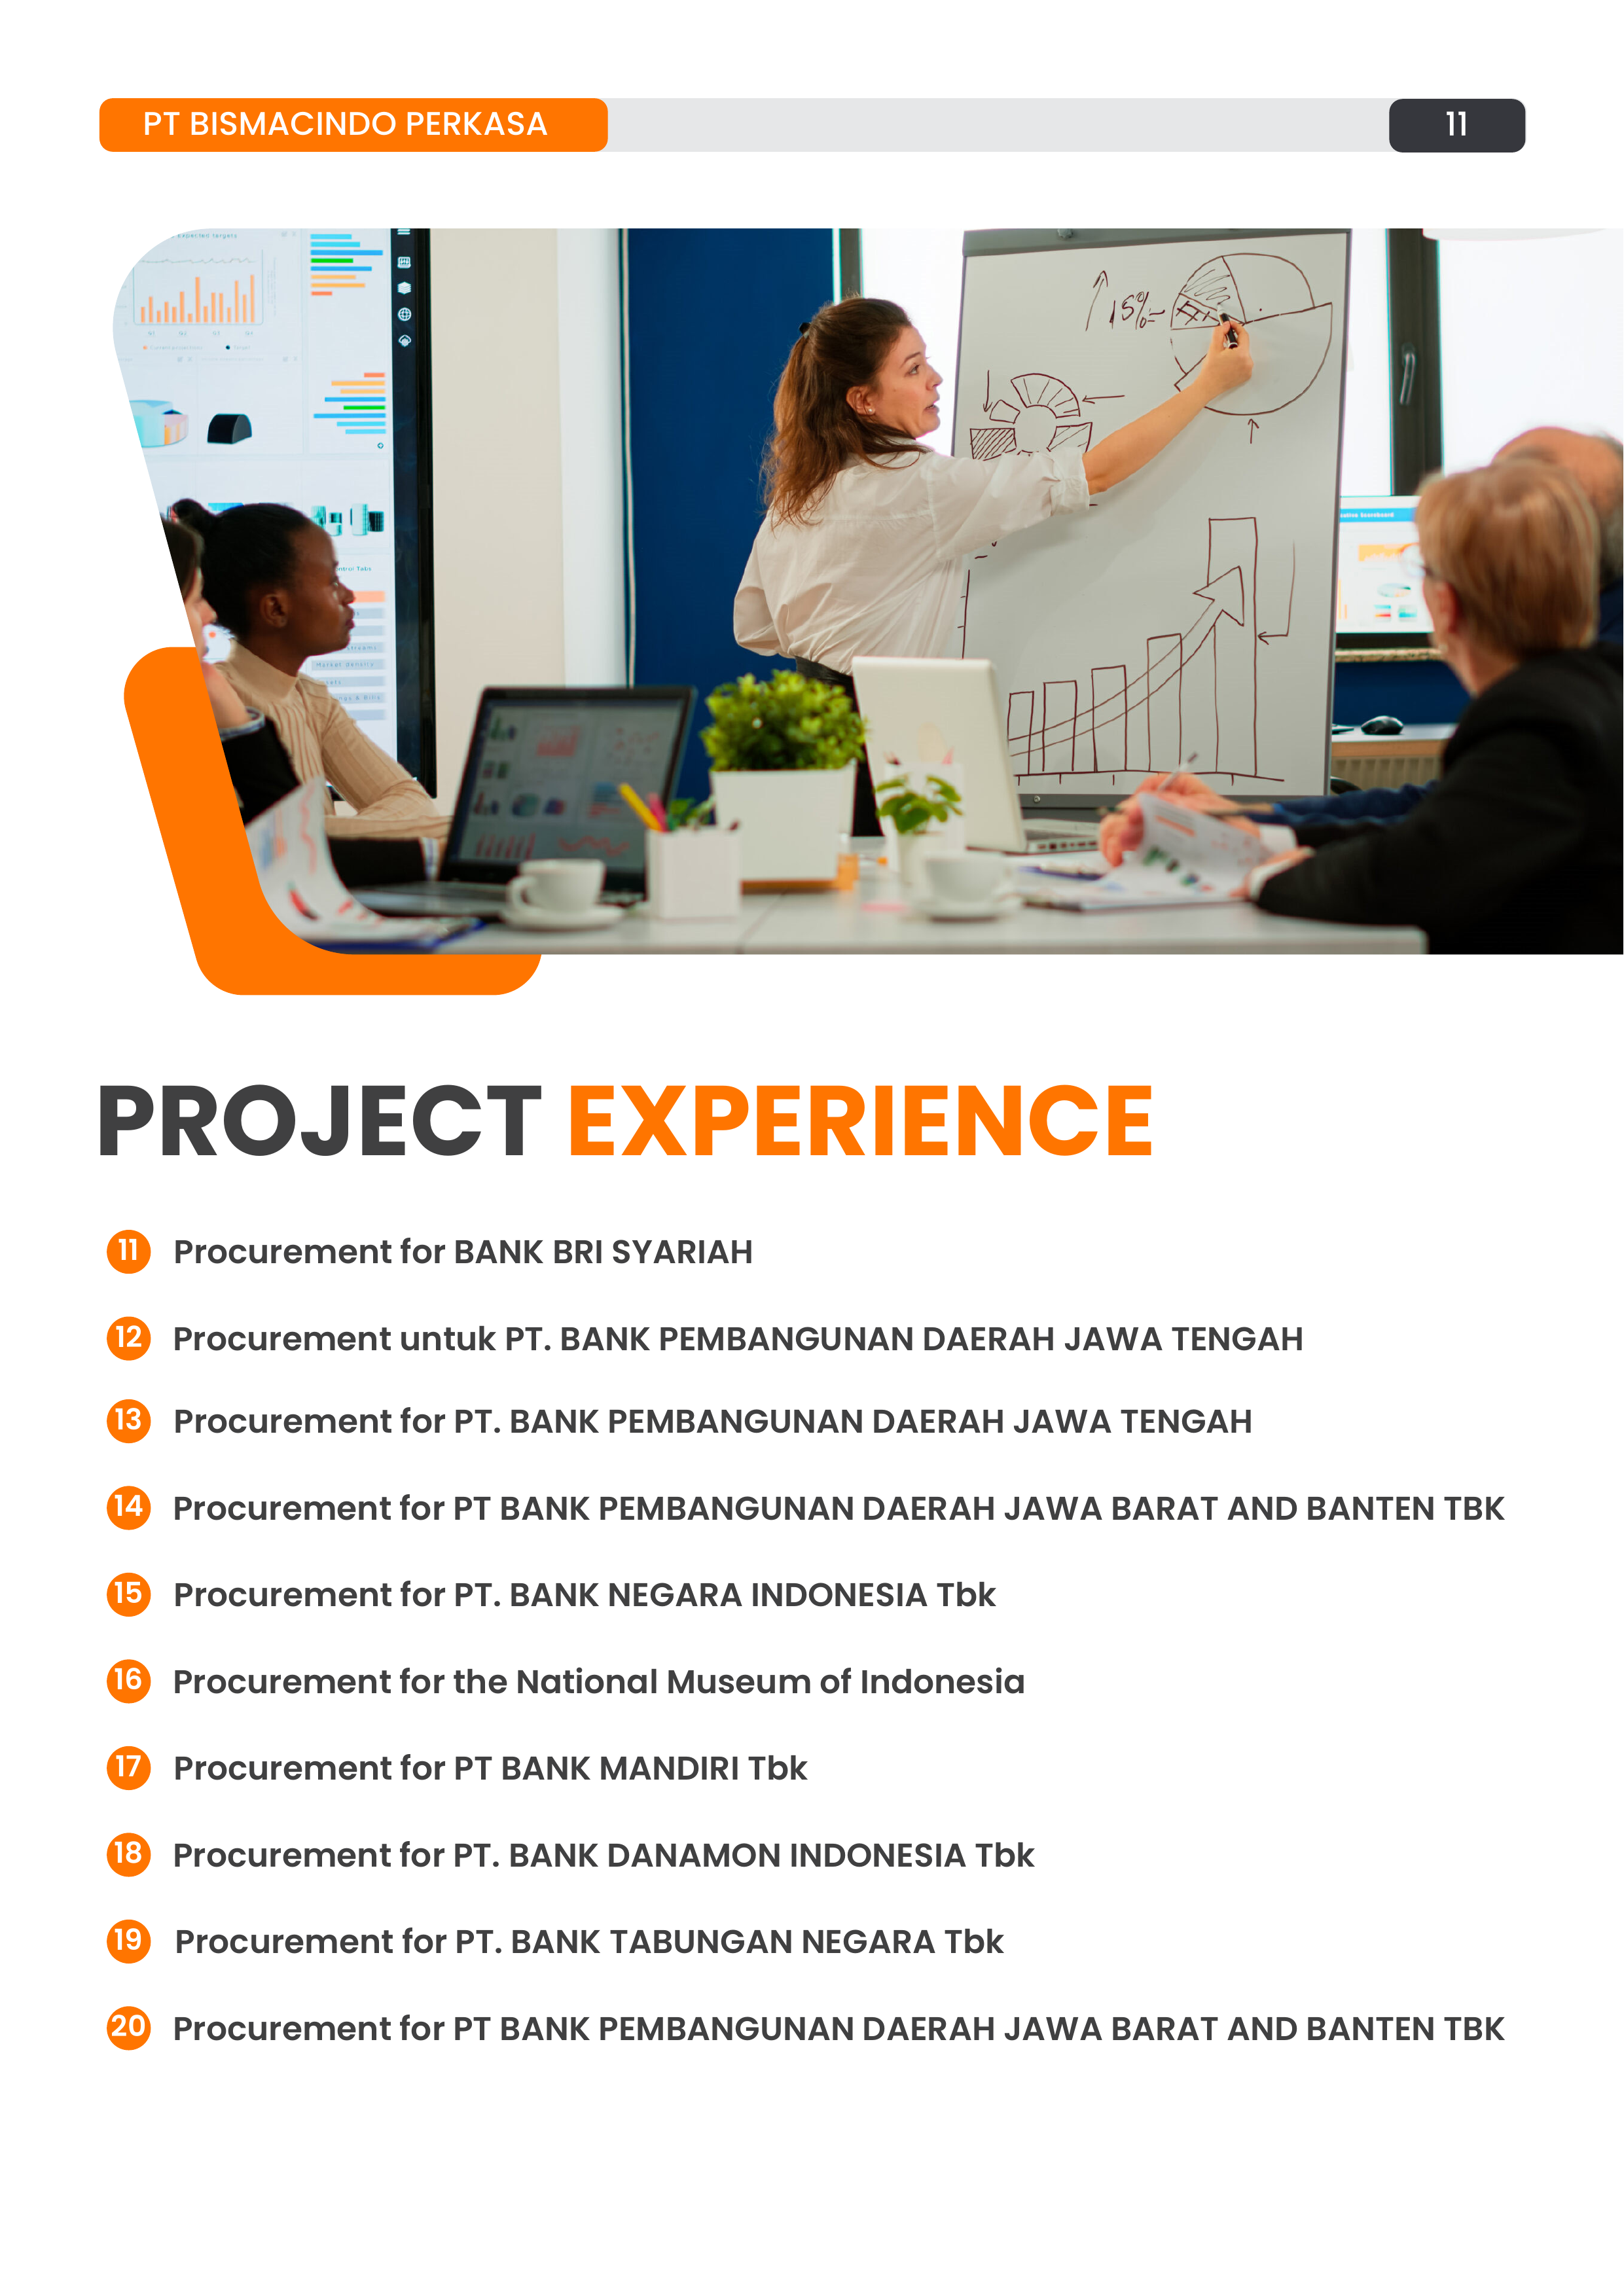 PT BISMACINDO PERKASA
11
15%
PROJECT EXPERIENCE
11 Procurement for BANK BRI SYARIAH
12 Procurement untuk PT. BANK PEMBANGUNAN DAERAH JAWA TENGAH
13 Procurement for PT. BANK PEMBANGUNAN DAERAH JAWA TENGAH
14 Procurement for PT BANK PEMBANGUNAN DAERAH JAWA BARAT AND BANTEN TBK
15 Procurement for PT. BANK NEGARA INDONESIA Tbk
16 Procurement for the National Museum of Indonesia
17 Procurement for PT BANK MANDIRI Tbk
18 Procurement for PT. BANK DANAMON INDONESIA Tbk
19 Procurement for PT. BANK TABUNGAN NEGARA Tbk
20 Procurement for PT BANK PEMBANGUNAN DAERAH JAWA BARAT AND BANTEN TBK